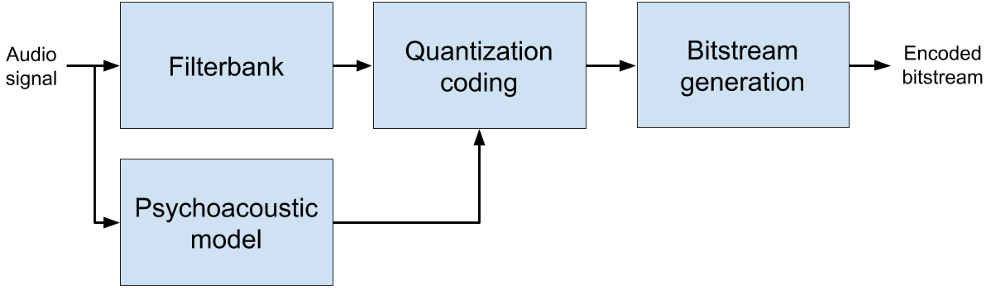 Audio
signal
Filterbank
Quantization
coding
Bitstream
generation
Encoded
bitstream
Psychoacoustic
model